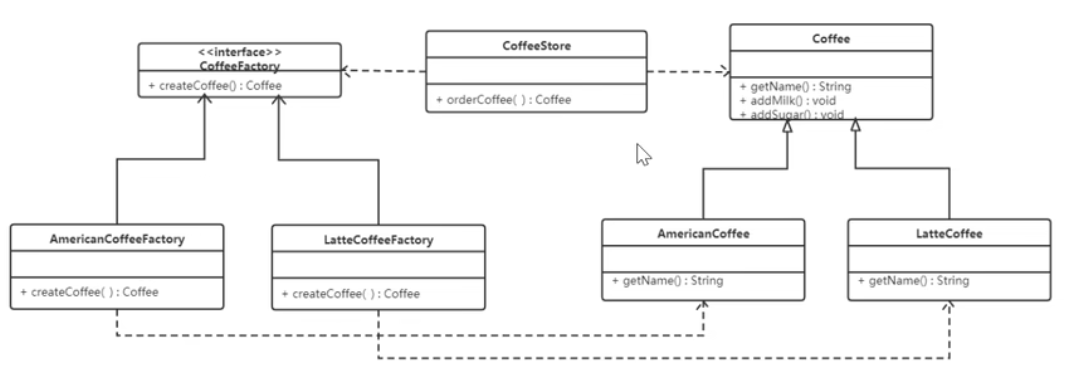 <<interface>>
CoffeeFactory
+ createCoffee() : Coffee
CoffeeStore
+ orderCoffee( ) : Coffee
Coffee
+ getName() : String
+ addMilk() : void
+ addSugar() : void
AmericanCoffeeFactory
+ createCoffee( ) : Coffee
LatteCoffeeFactory
+ createCoffee( ) : Coffee
AmericanCoffee
+ getName() : String
LatteCoffee
+ getName() : String